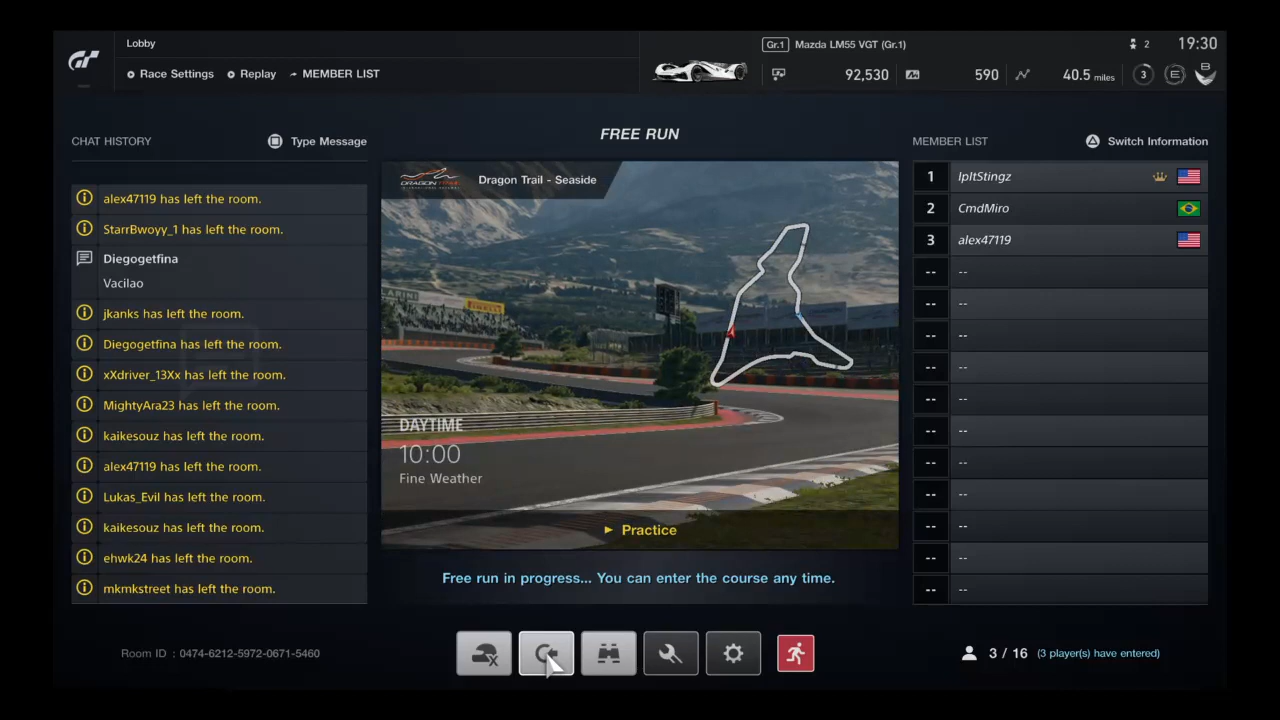 Lobby
Gr.1 Mazda LM55 VGT (Gr.1)
2
19:30
Race Settings Replay MEMBER LIST
92,530 590 40.5 miles 3 E B
CHAT HISTORY Type Message
FREE RUN
MEMBER LIST Switch Information
alex47119 has left the room.
StarrBwoyy_1 has left the room.
Diegogetfina
Vacilao
jkanks has left the room.
Diegogetfina has left the room.
xXdriver_13Xx has left the room.
MightyAra23 has left the room.
kaikesouz has left the room.
alex47119 has left the room.
Lukas_Evil has left the room.
kaikesouz has left the room.
ehwk24 has left the room.
mkmkstreet has left the room.
DRAGON TRAIL
Dragon Trail - Seaside
PIRELLI
DAYTIME
10:00
Fine Weather
Practice
Free run in progress... You can enter the course any time.
1 IpItStingz
2 CmdMiro
3 alex47119
-- --
-- --
-- --
-- --
-- --
-- --
-- --
-- --
-- --
-- --
-- --
Room ID : 0474-6212-5972-0671-5460
3 / 16 (3 player(s) have entered)